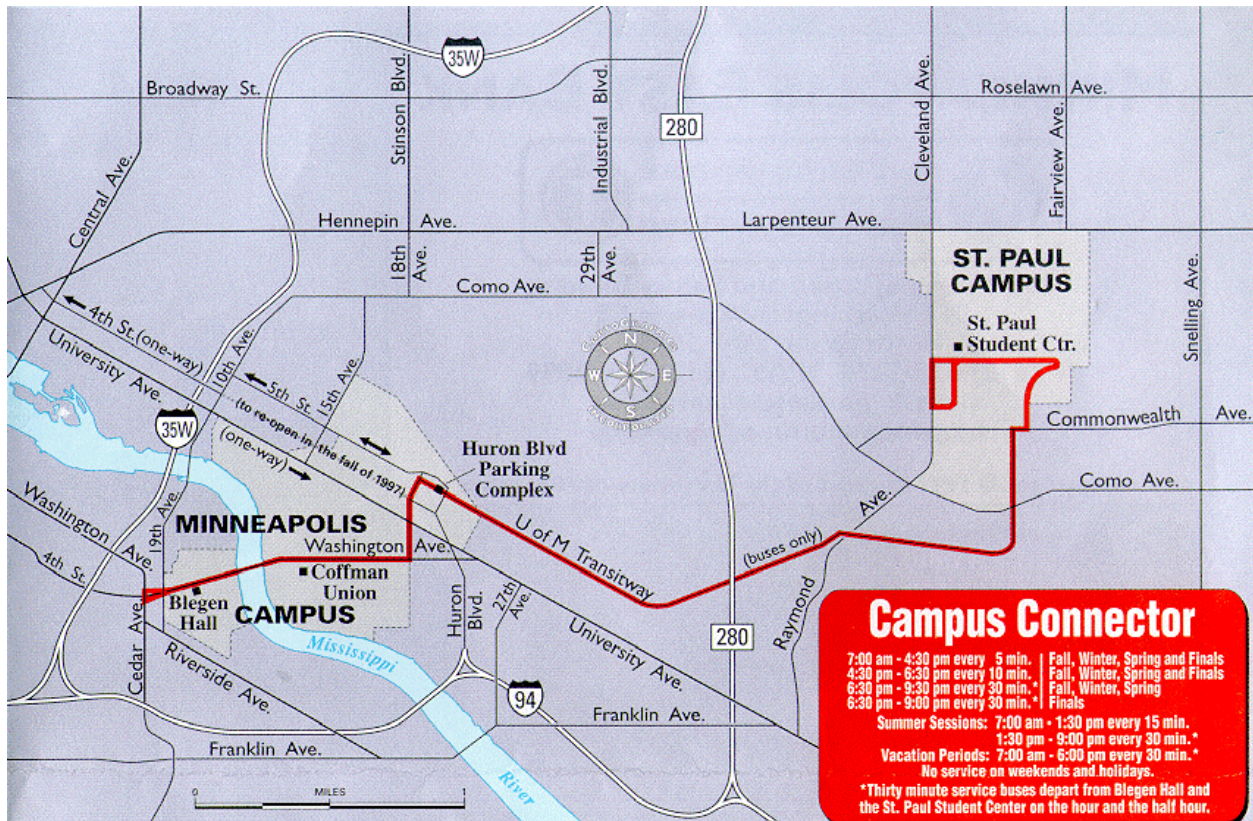 35W
Broadway St.
Stinson Blvd.
Industrial Blvd.
280
Cleveland Ave.
Roselawn Ave.
Fairview Ave.
Central Ave.
Hennepin Ave.
Larpenteur Ave.
18th Ave.
29th Ave.
Como Ave.
ST. PAUL
CAMPUS
St. Paul
Student Ctr.
Snelling Ave.
4th St. (one-way)
University Ave.
10th Ave.
15th Ave.
5th St.
(to re-open in the fall of 1997)
(one-way)
N
E
S
W
35W
Commonwealth Ave.
Huron Blvd
Parking
Complex
Como Ave.
Washington Ave.
19th Ave.
MINNEAPOLIS
Washington Ave.
U of M Transitway
(buses only)
Raymond Ave.
4th St.
Blegen
Hall
Coffman
Union
CAMPUS
Cedar Ave.
Riverside Ave.
Mississippi
River
Huron
Blvd.
27th
Ave.
University Ave.
280
94
Franklin Ave.
Franklin Ave.
0 MILES 1
Campus Connector
7:00 am - 4:30 pm every 5 min. | Fall, Winter, Spring and Finals
4:30 pm - 6:30 pm every 10 min. | Fall, Winter, Spring and Finals
6:30 pm - 9:30 pm every 30 min.* | Fall, Winter, Spring
6:30 pm - 9:00 pm every 30 min.* | Finals
Summer Sessions: 7:00 am - 1:30 pm every 15 min.
1:30 pm - 9:00 pm every 30 min.*
Vacation Periods: 7:00 am - 6:00 pm every 30 min.*
No service on weekends and holidays.
*Thirty minute service buses depart from Blegen Hall and
the St. Paul Student Center on the hour and the half hour.